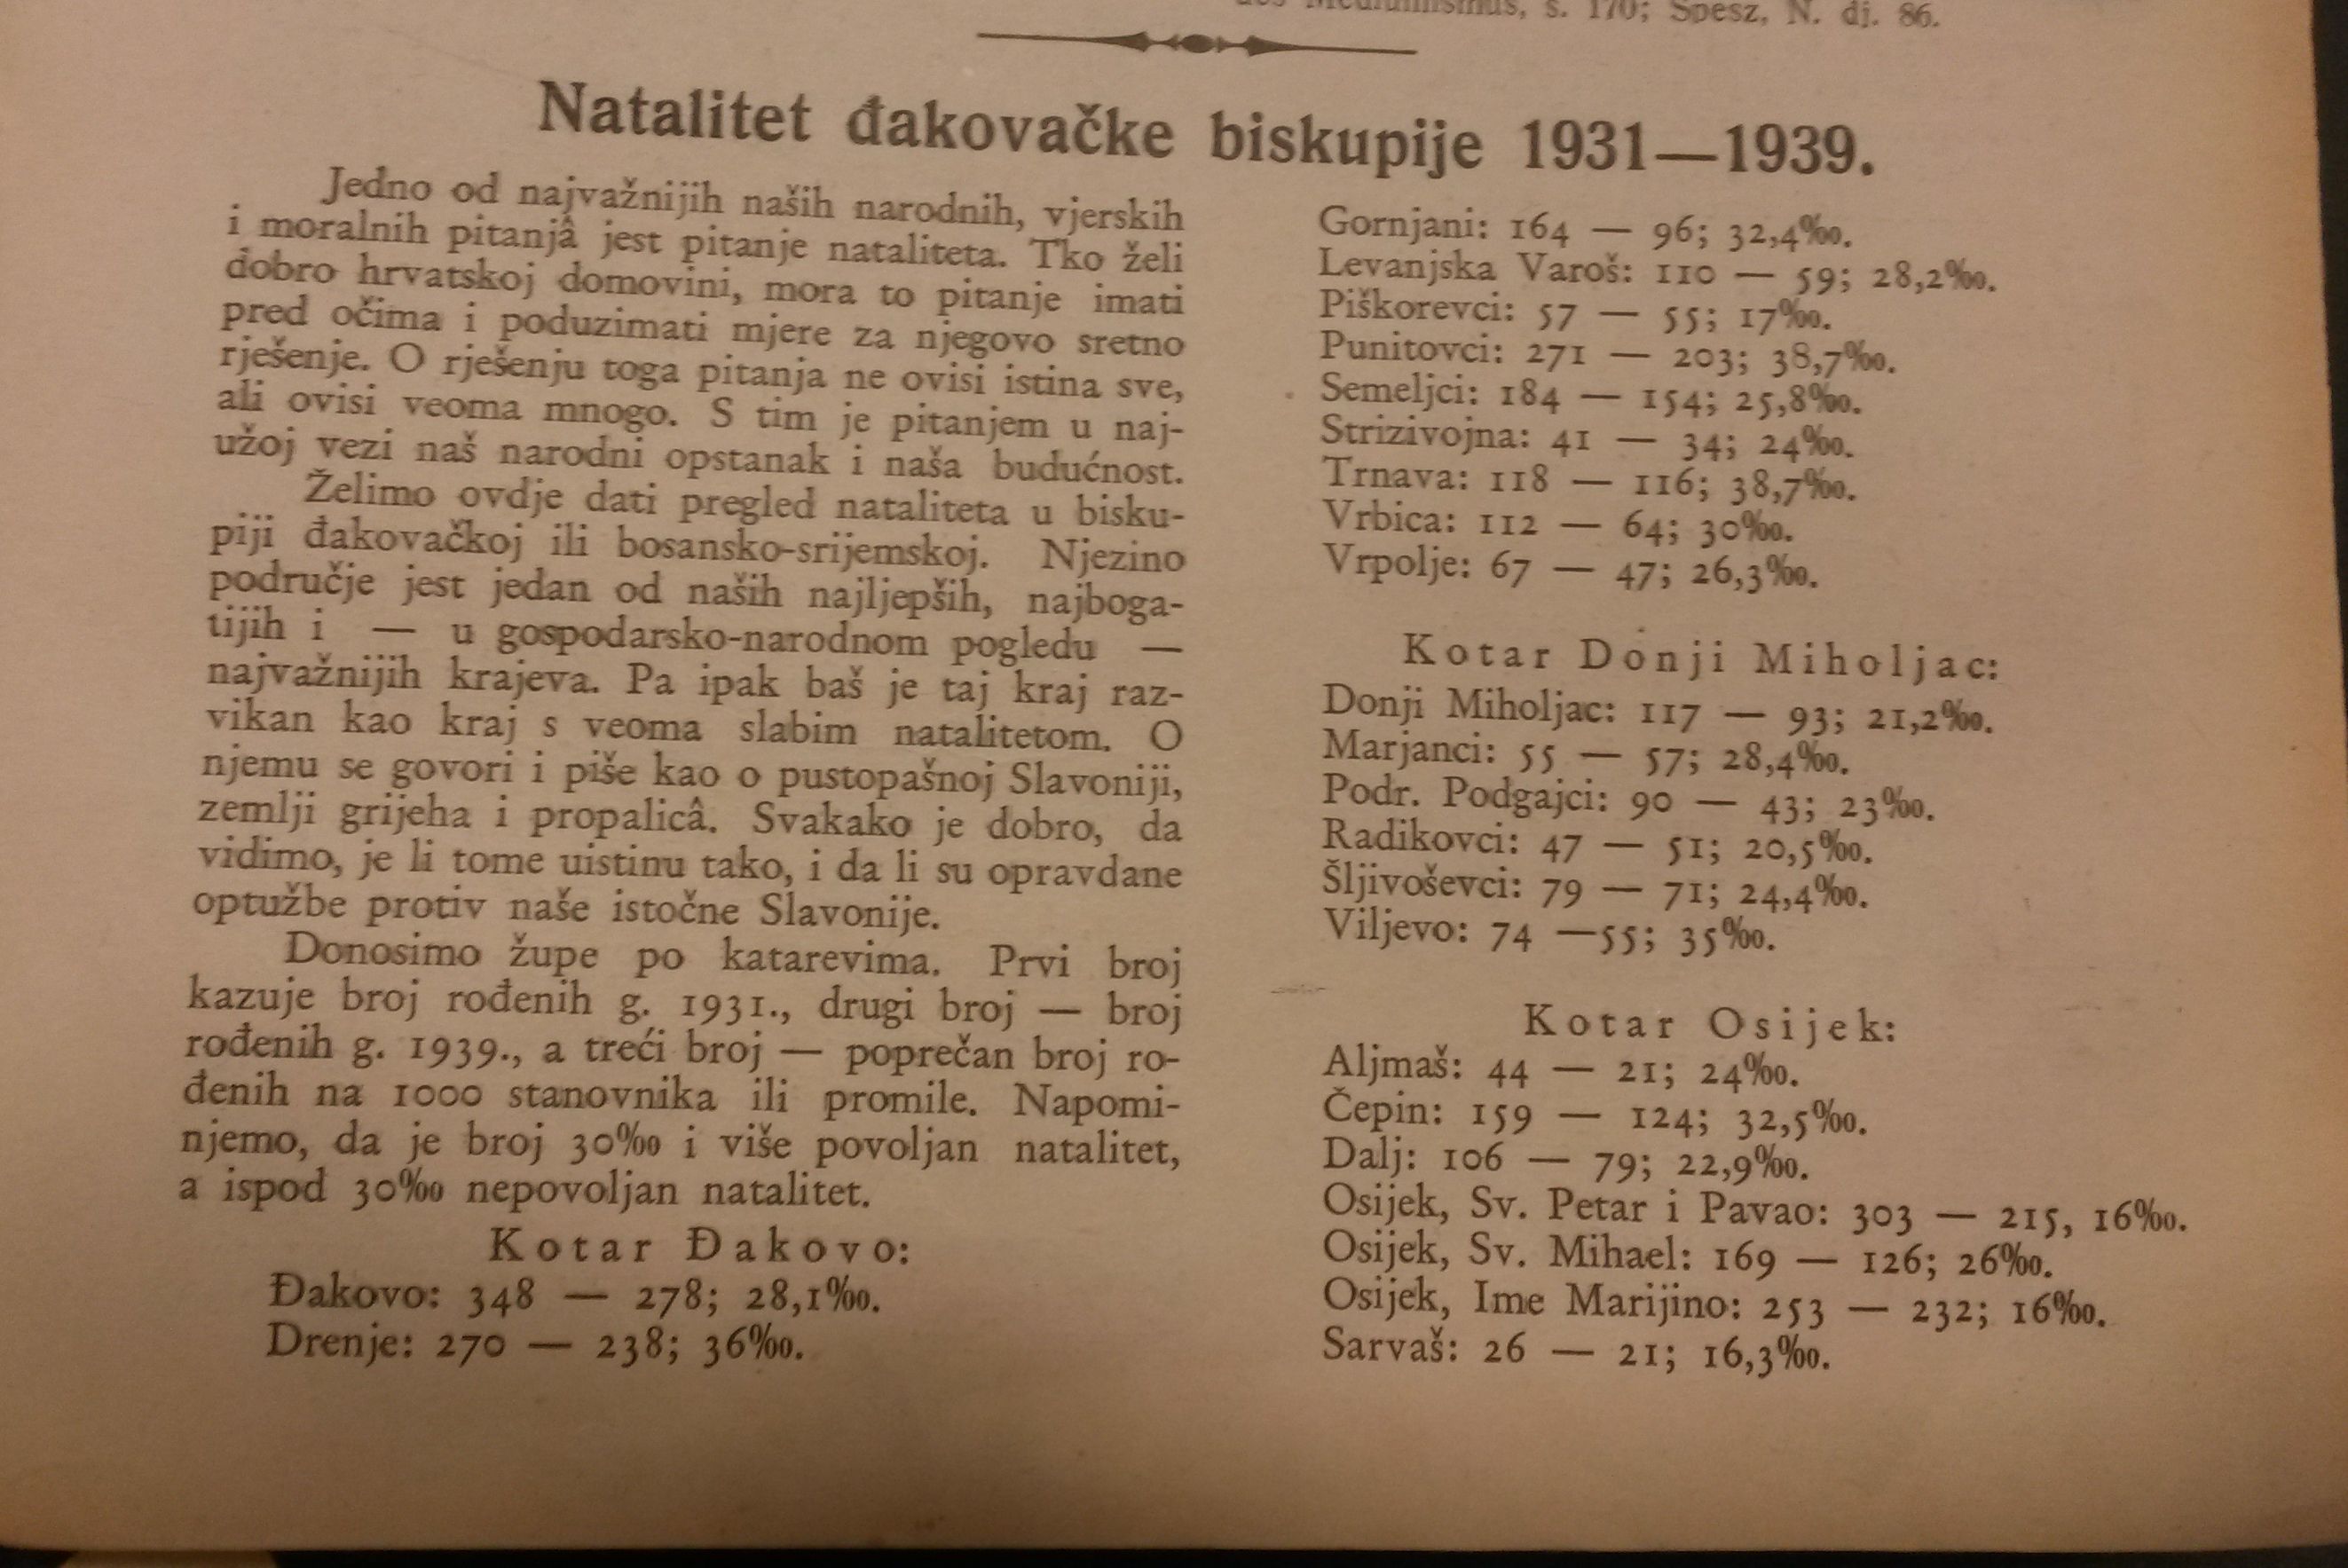 Mediumismus, s. 170; Spesz, N. dj. 86.
Natalitet đakovačke biskupije 1931—1939.
Jedno od najvažnijih naših narodnih, vjerskih
i moralnih pitanjâ jest pitanje nataliteta. Tko želi
dobro hrvatskoj domovini, mora to pitanje imati
pred očima i poduzimati mjere za njegovo sretno
rješenje. O rješenju toga pitanja ne ovisi istina sve,
ali ovisi veoma mnogo. S tim je pitanjem u naj-
užoj vezi naš narodni opstanak i naša budućnost.
Želimo ovdje dati pregled nataliteta u bisku-
piji đakovačkoj ili bosansko-srijemskoj. Njezino
područje jest jedan od naših najljepših, najboga-
tijih i — u gospodarsko-narodnom pogledu —
najvažnijih krajeva. Pa ipak baš je taj kraj raz-
vikan kao kraj s veoma slabim natalitetom. O
njemu se govori i piše kao o pustopašnoj Slavoniji,
zemlji grijeha i propalicâ. Svakako je dobro, da
vidimo, je li tome uistinu tako, i da li su opravdane
optužbe protiv naše istočne Slavonije.
Donosimo župe po katarevima. Prvi broj
kazuje broj rođenih g. 1931., drugi broj — broj
rođenih g. 1939., a treći broj — poprečan broj ro-
đenih na 1000 stanovnika ili promile. Napomi-
njemo, da je broj 30‰ i više povoljan natalitet,
a ispod 30‰ nepovoljan natalitet.
Kotar Đakovo:
Đakovo: 348 — 278; 28,1‰.
Drenje: 270 — 238; 36‰.
Gornjani: 164 — 96; 32,4‰.
Levanjska Varoš: 110 — 59; 28,2‰.
Piškorevci: 57 — 55; 17‰.
Punitovci: 271 — 203; 38,7‰.
Semeljci: 184 — 154; 25,8‰.
Strizivojna: 41 — 34; 24‰.
Trnava: 118 — 116; 38,7‰.
Vrbica: 112 — 64; 30‰.
Vrpolje: 67 — 47; 26,3‰.
Kotar Donji Miholjac:
Donji Miholjac: 117 — 93; 21,2‰.
Marjanci: 55 — 57; 28,4‰.
Podr. Podgajci: 90 — 43; 23‰.
Radikovci: 47 — 51; 20,5‰.
Šljivoševci: 79 — 71; 24,4‰.
Viljevo: 74 —55; 35‰.
Kotar Osijek:
Aljmaš: 44 — 21; 24‰.
Čepin: 159 — 124; 32,5‰.
Dalj: 106 — 79; 22,9‰.
Osijek, Sv. Petar i Pavao: 303 — 215, 16‰.
Osijek, Sv. Mihael: 169 — 126; 26‰.
Osijek, Ime Marijino: 253 — 232; 16‰.
Sarvaš: 26 — 21; 16,3‰.